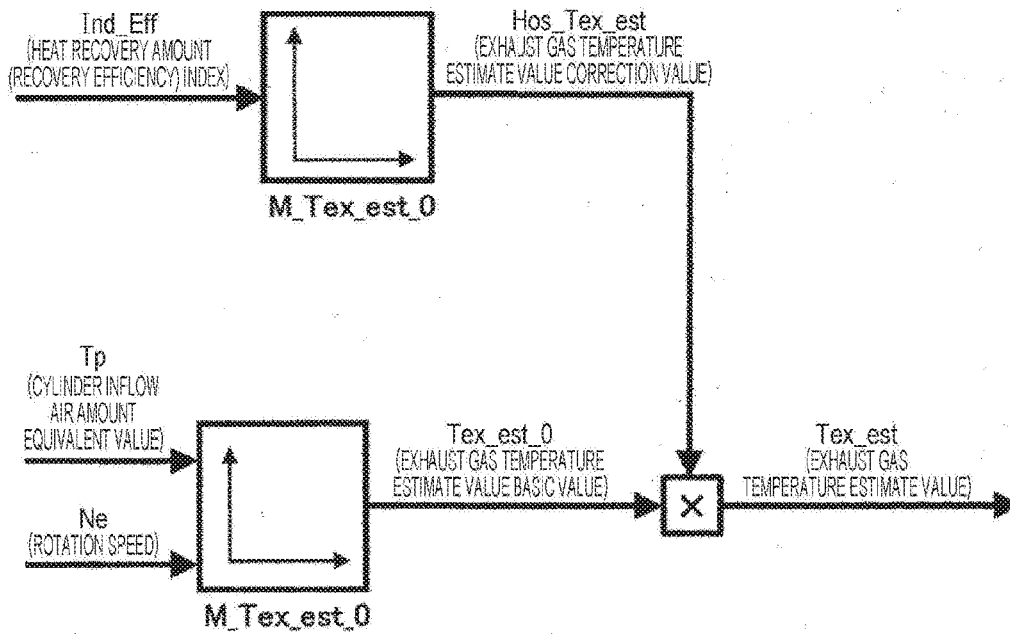 Ind_Eff
(HEAT RECOVERY AMOUNT
(RECOVERY EFFICIENCY) INDEX)
Hos_Tex_est
(EXHAUST GAS TEMPERATURE
ESTIMATE VALUE CORRECTION VALUE)
M_Tex_est_0
Tp
(CYLINDER INFLOW
AIR AMOUNT
EQUIVALENT VALUE)
Tex_est_0
(EXHAUST GAS TEMPERATURE
ESTIMATE VALUE BASIC VALUE)
×
Tex_est
(EXHAUST GAS
TEMPERATURE ESTIMATE VALUE)
Ne
(ROTATION SPEED)
M_Tex_est_0